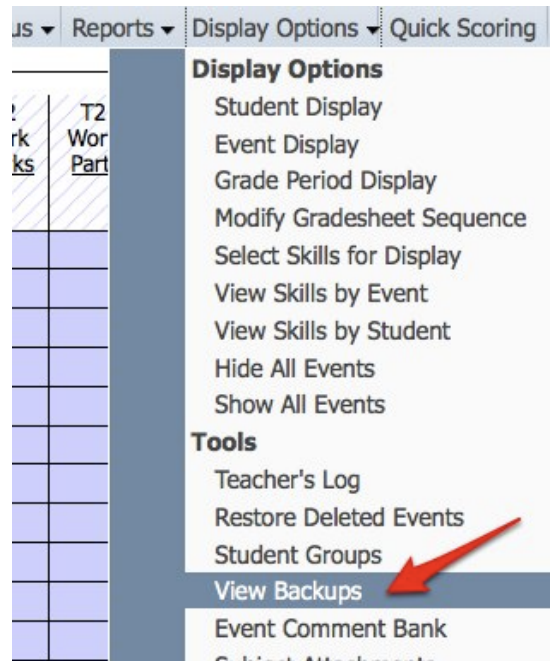 us Reports Display Options Quick Scoring
Display Options
Student Display
T2
Event Display
rk Wor
ks Part
Grade Period Display
Modify Gradesheet Sequence
Select Skills for Display
View Skills by Event
View Skills by Student
Hide All Events
Show All Events
Tools
Teacher's Log
Restore Deleted Events
Student Groups
View Backups
Event Comment Bank